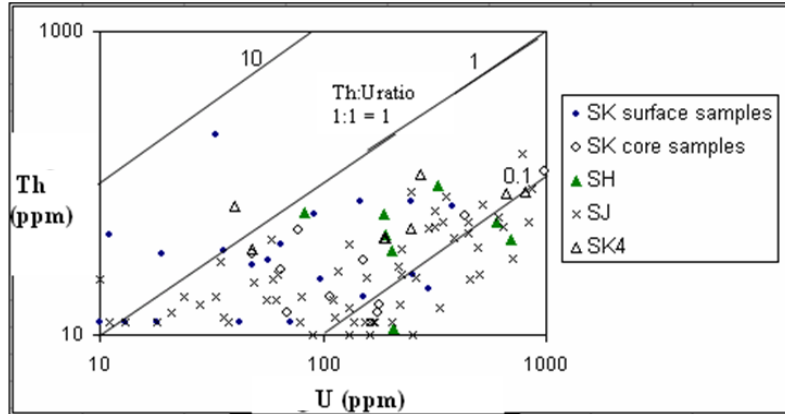 1000
10
1
Th:U ratio
1:1 = 1
0.1
Th
(ppm)
10
10
100
1000
U (ppm)
SK surface samples
SK core samples
SH
SJ
SK4